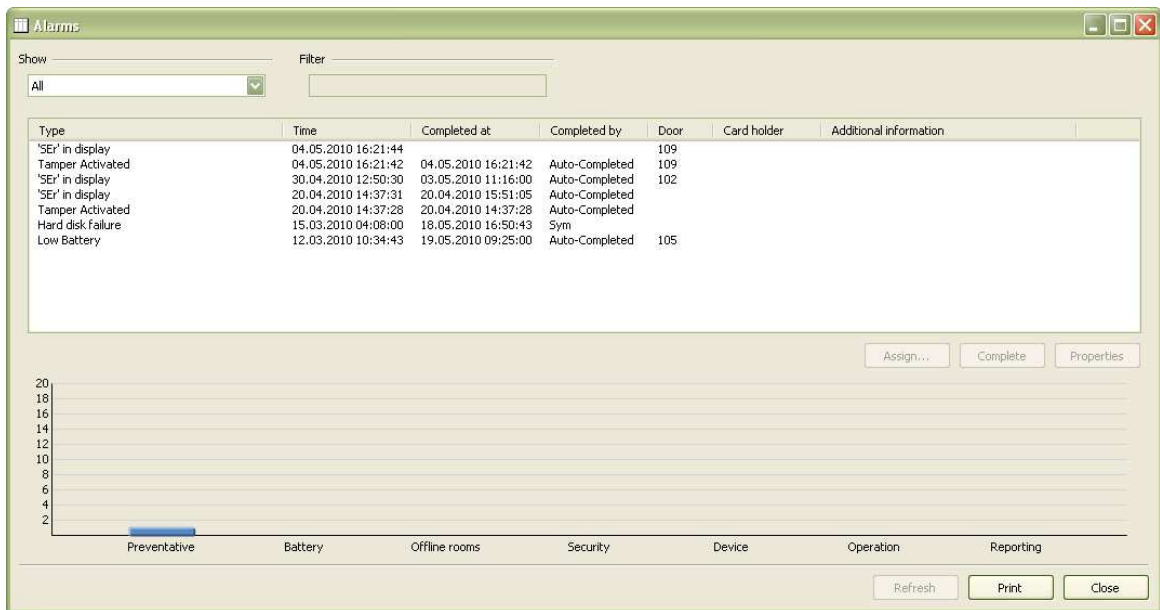 Alarms
Show
Filter
All
Type Time Completed at Completed by Door Card holder Additional information
'SEr' in display 04.05.2010 16:21:44 109
Tamper Activated 04.05.2010 16:21:42 04.05.2010 16:21:42 Auto-Completed 109
'SEr' in display 30.04.2010 12:50:30 03.05.2010 11:16:00 Auto-Completed 102
'SEr' in display 20.04.2010 14:37:31 20.04.2010 15:51:05 Auto-Completed
Tamper Activated 20.04.2010 14:37:28 20.04.2010 14:37:28 Auto-Completed
Hard disk failure 15.03.2010 04:08:00 18.05.2010 16:50:43 Sym
Low Battery 12.03.2010 10:34:43 19.05.2010 09:25:00 Auto-Completed 105
Assign... Complete Properties
20
18
16
14
12
10
8
6
4
2
Preventative Battery Offline rooms Security Device Operation Reporting
Refresh Print Close